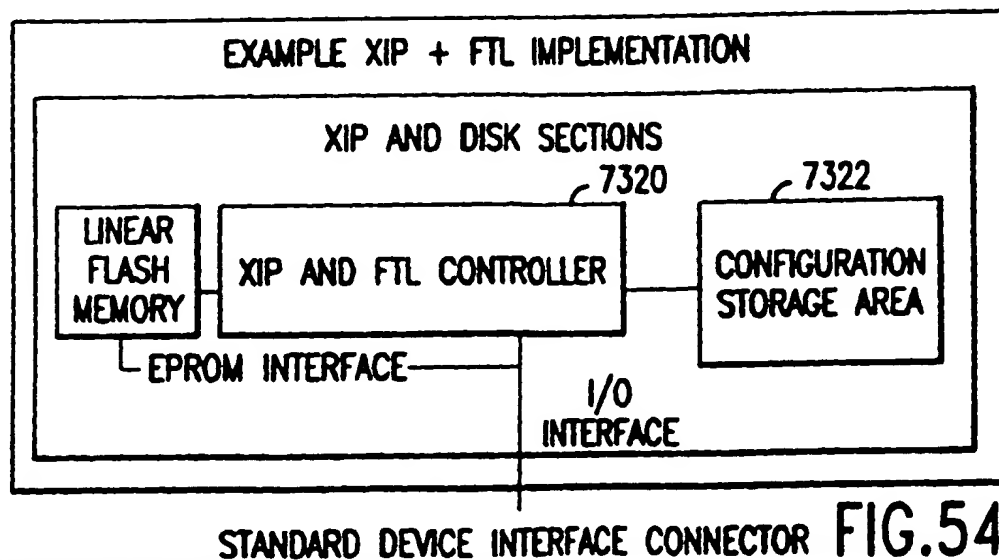 EXAMPLE XIP + FTL IMPLEMENTATION
XIP AND DISK SECTIONS
7320
7322
LINEAR
FLASH
MEMORY
XIP AND FTL CONTROLLER
CONFIGURATION
STORAGE AREA
EPROM INTERFACE
I/O
INTERFACE
STANDARD DEVICE INTERFACE CONNECTOR
FIG.54